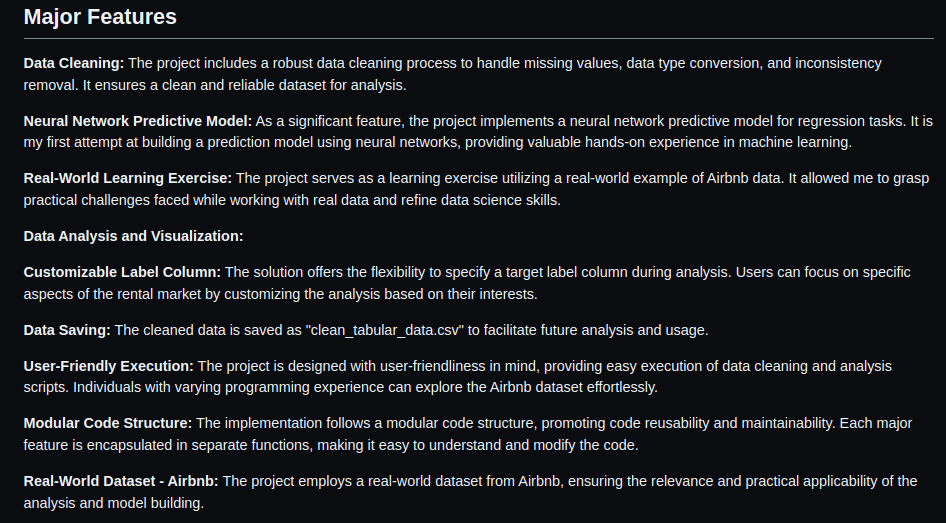 Major Features
Data Cleaning: The project includes a robust data cleaning process to handle missing values, data type conversion, and inconsistency
removal. It ensures a clean and reliable dataset for analysis.
Neural Network Predictive Model: As a significant feature, the project implements a neural network predictive model for regression tasks. It is
my first attempt at building a prediction model using neural networks, providing valuable hands-on experience in machine learning.
Real-World Learning Exercise: The project serves as a learning exercise utilizing a real-world example of Airbnb data. It allowed me to grasp
practical challenges faced while working with real data and refine data science skills.
Data Analysis and Visualization:
Customizable Label Column: The solution offers the flexibility to specify a target label column during analysis. Users can focus on specific
aspects of the rental market by customizing the analysis based on their interests.
Data Saving: The cleaned data is saved as "clean_tabular_data.csv" to facilitate future analysis and usage.
User-Friendly Execution: The project is designed with user-friendliness in mind, providing easy execution of data cleaning and analysis
scripts. Individuals with varying programming experience can explore the Airbnb dataset effortlessly.
Modular Code Structure: The implementation follows a modular code structure, promoting code reusability and maintainability. Each major
feature is encapsulated in separate functions, making it easy to understand and modify the code.
Real-World Dataset - Airbnb: The project employs a real-world dataset from Airbnb, ensuring the relevance and practical applicability of the
analysis and model building.